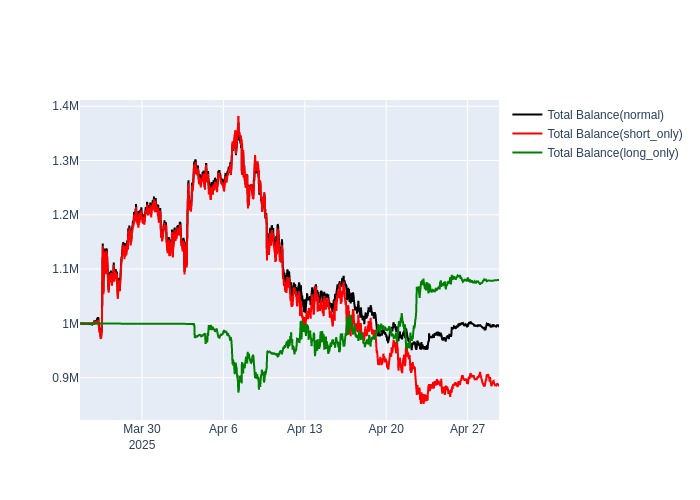 1.4M
1.3M
1.2M
1.1M
1M
0.9M
Mar 30
2025
Apr 6
Apr 13
Apr 20
Apr 27
Total Balance(normal)
Total Balance(short_only)
Total Balance(long_only)